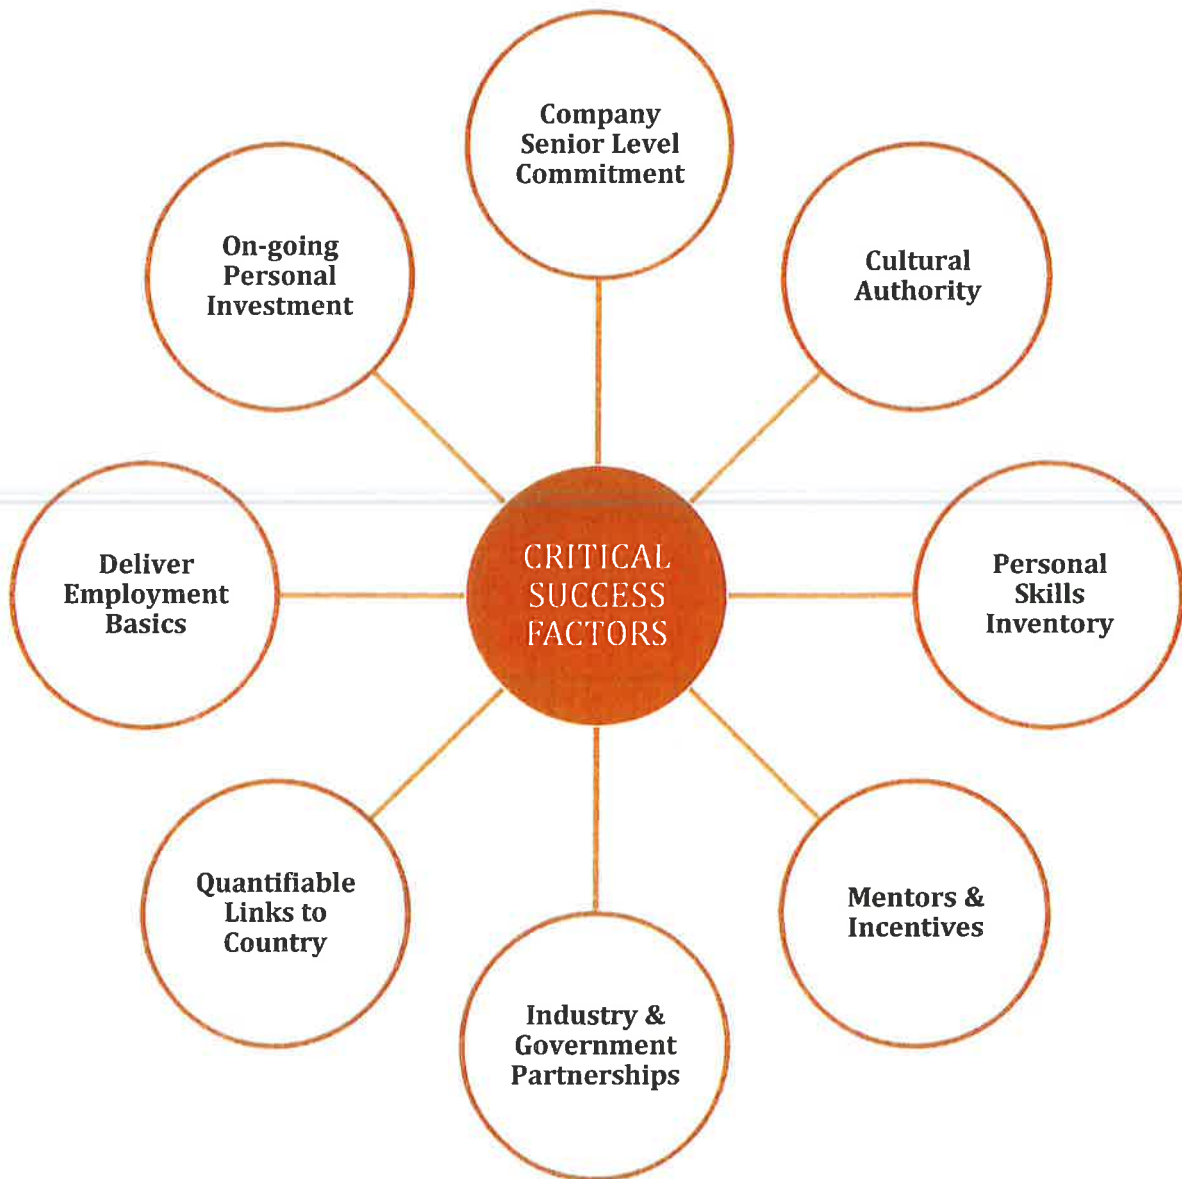 Company
Senior Level
Commitment
Cultural
Authority
Personal
Skills
Inventory
Mentors &
Incentives
Industry &
Government
Partnerships
Quantifiable
Links to
Country
Deliver
Employment
Basics
On-going
Personal
Investment
CRITICAL
SUCCESS
FACTORS